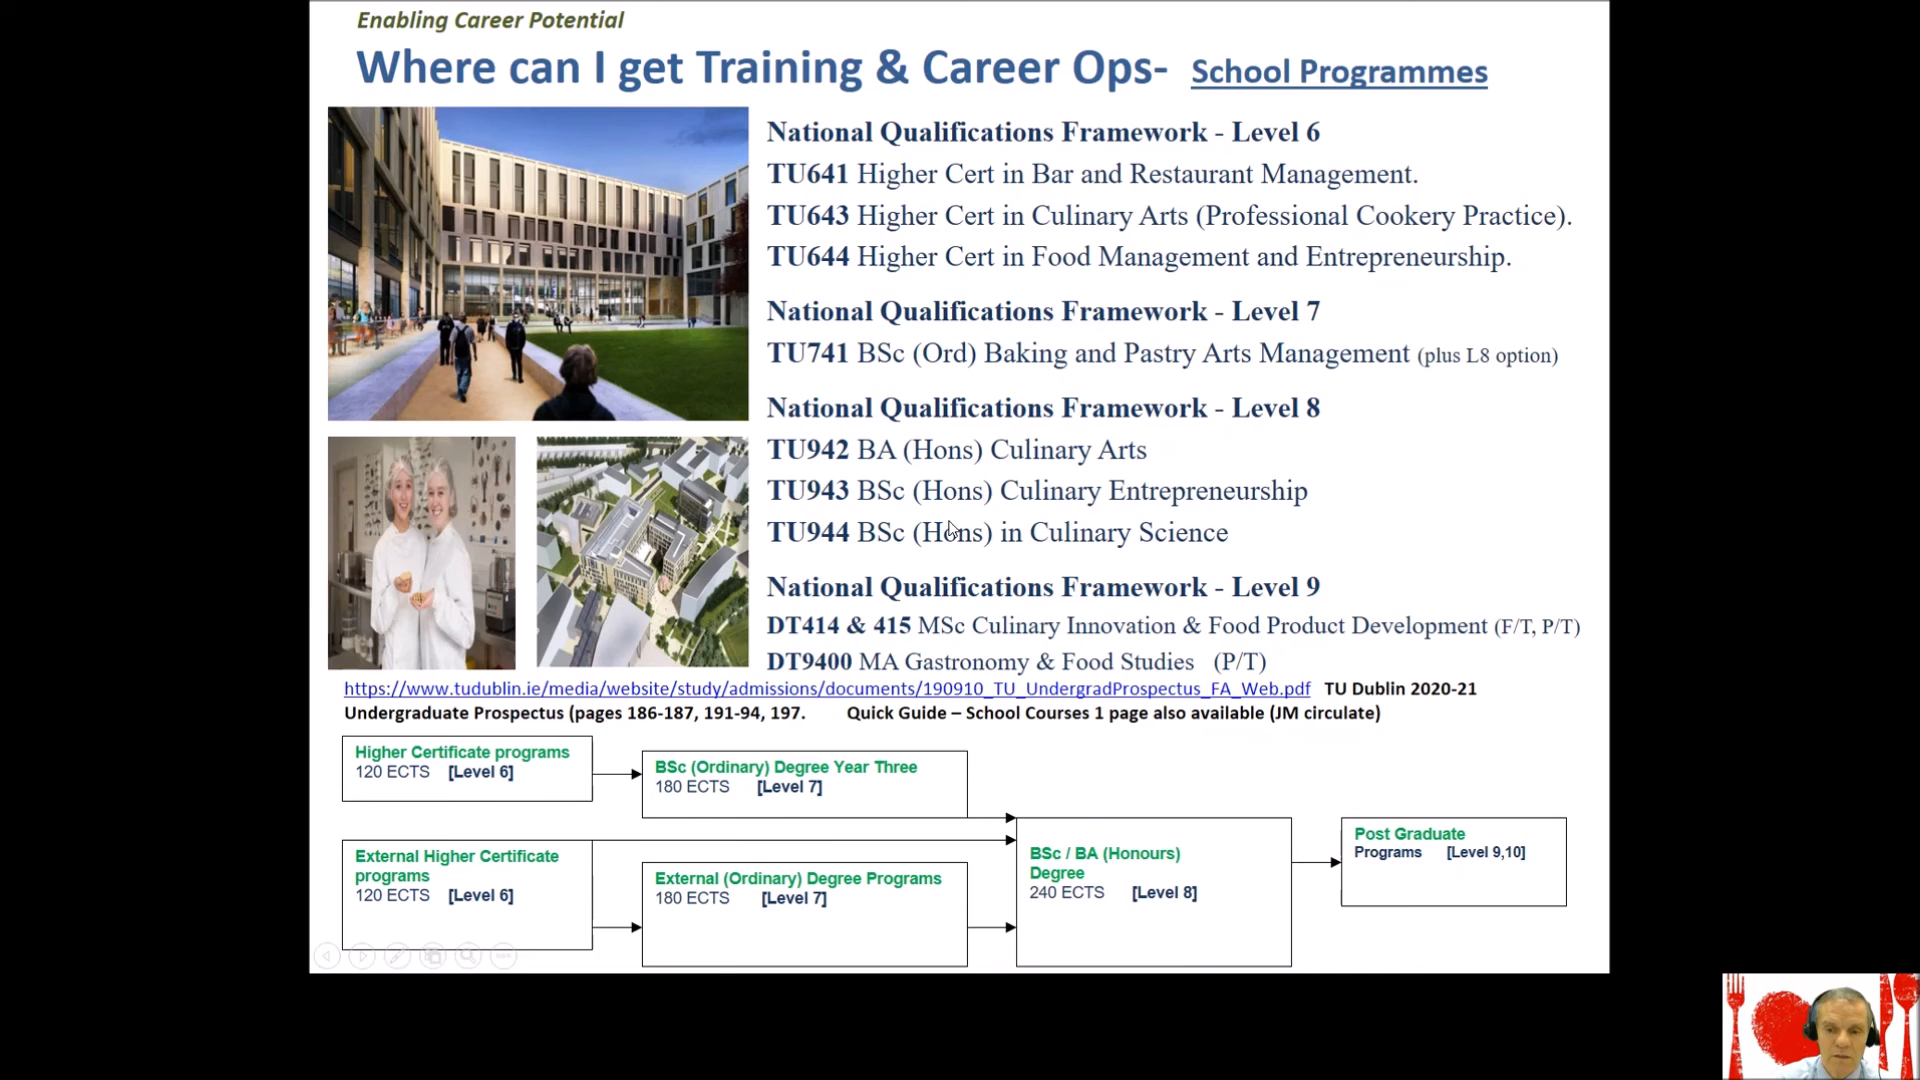 Enabling Career Potential
Where can I get Training & Career Ops- School Programmes
National Qualifications Framework - Level 6
TU641 Higher Cert in Bar and Restaurant Management.
TU643 Higher Cert in Culinary Arts (Professional Cookery Practice).
TU644 Higher Cert in Food Management and Entrepreneurship.
National Qualifications Framework - Level 7
TU741 BSc (Ord) Baking and Pastry Arts Management (plus L8 option)
National Qualifications Framework - Level 8
TU942 BA (Hons) Culinary Arts
TU943 BSc (Hons) Culinary Entrepreneurship
TU944 BSc (Hons) in Culinary Science
National Qualifications Framework - Level 9
DT414 & 415 MSc Culinary Innovation & Food Product Development (F/T, P/T)
DT9400 MA Gastronomy & Food Studies (P/T)
https://www.tudublin.ie/media/website/study/admissions/documents/190910_TU_UndergradProspectus_FA_Web.pdf TU Dublin 2020-21
Undergraduate Prospectus (pages 186-187, 191-94, 197. Quick Guide – School Courses 1 page also available (JM circulate)
Higher Certificate programs
120 ECTS [Level 6]
BSc (Ordinary) Degree Year Three
180 ECTS [Level 7]
External Higher Certificate
programs
120 ECTS [Level 6]
External (Ordinary) Degree Programs
180 ECTS [Level 7]
BSc / BA (Honours)
Degree
240 ECTS [Level 8]
Post Graduate
Programs [Level 9,10]